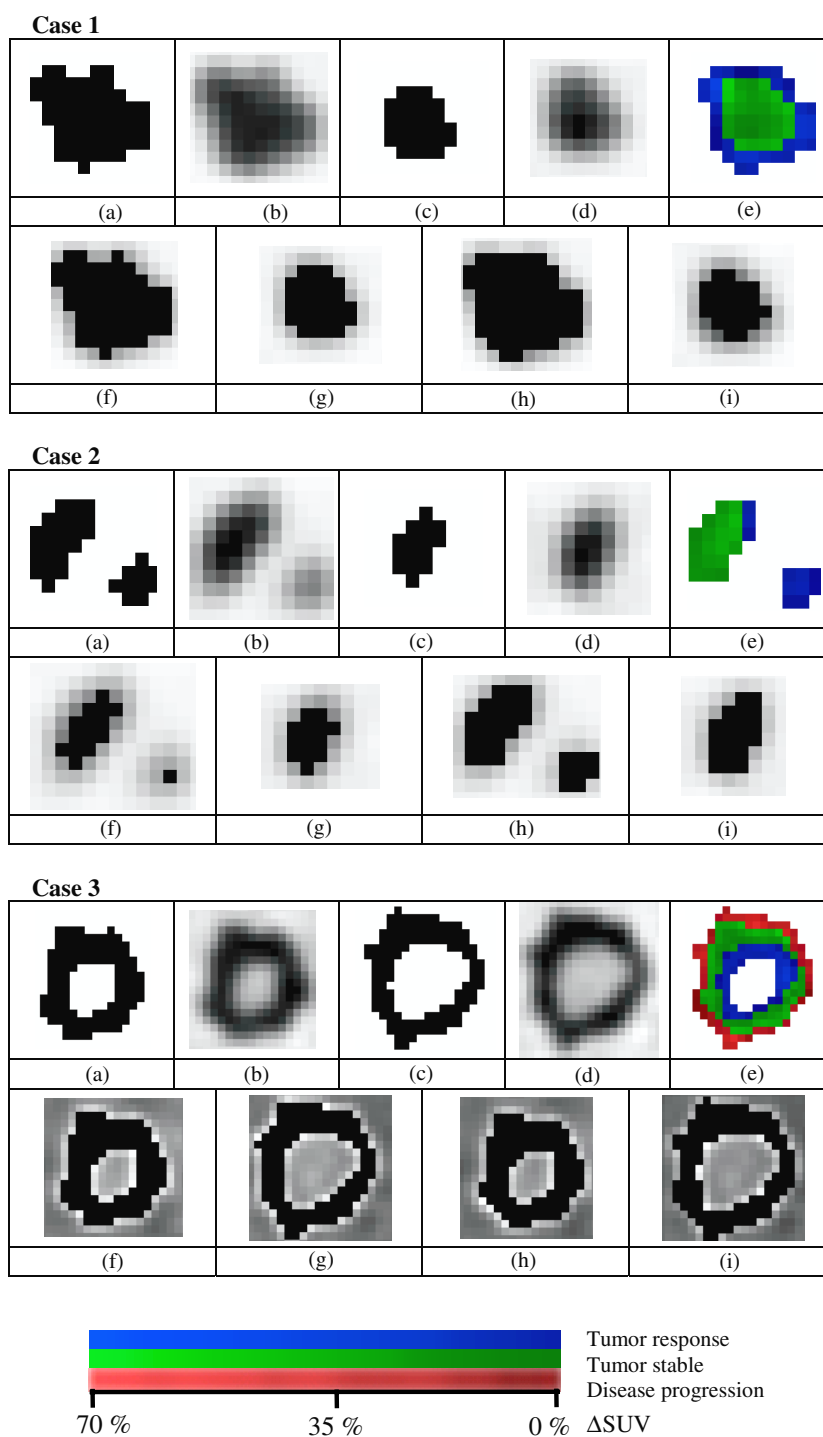 Case 1
(a) (b) (c) (d) (e)
(f) (g) (h) (i)
Case 2
(a) (b) (c) (d) (e)
(f) (g) (h) (i)
Case 3
(a) (b) (c) (d) (e)
(f) (g) (h) (i)
Tumor response
Tumor stable
Disease progression
70 % 35 % 0 % ΔSUV